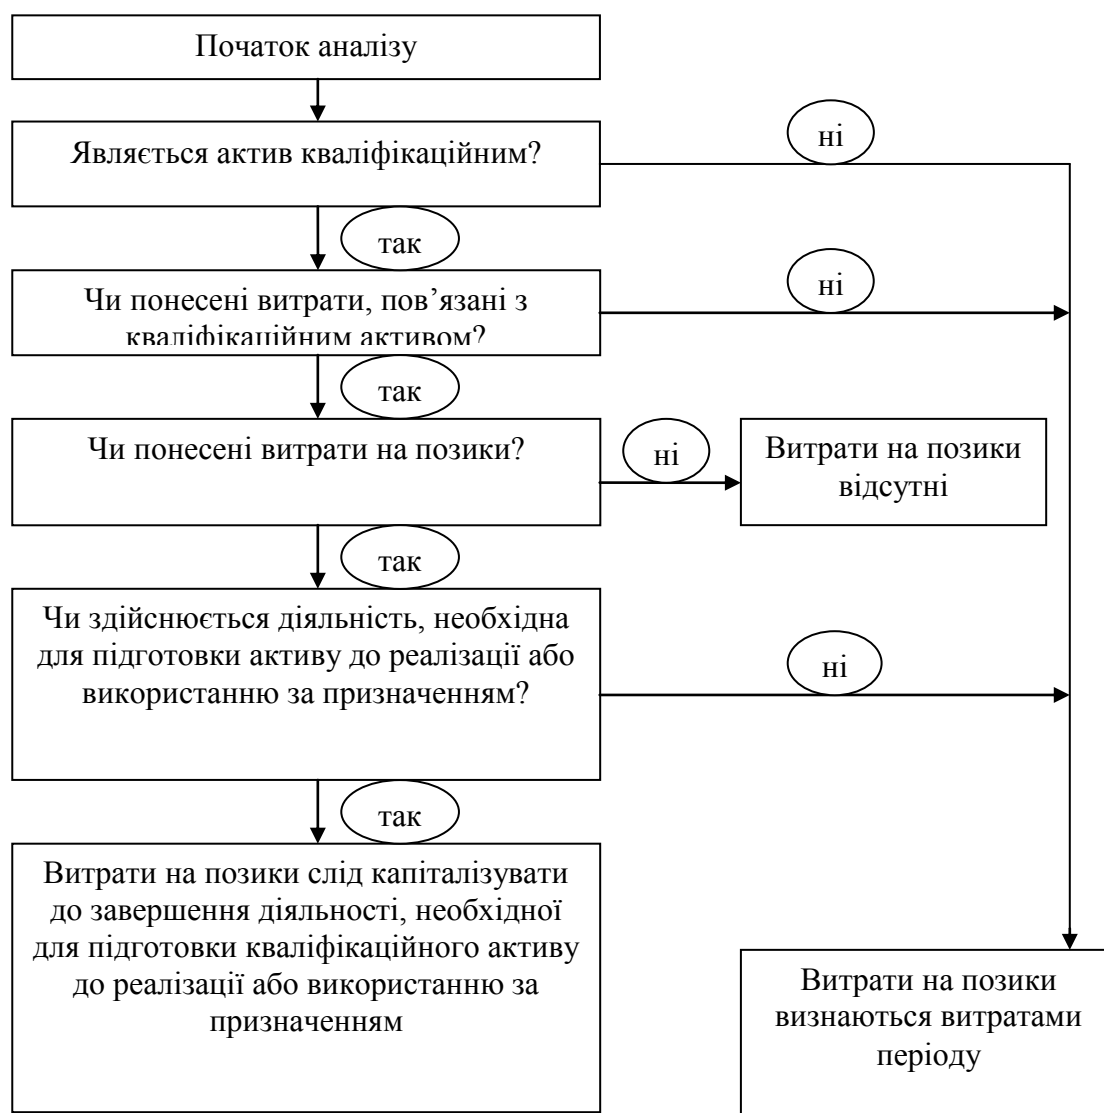 Початок аналізу
Являється актив кваліфікаційним?
ні
так
Чи понесені витрати, пов’язані з
кваліфікаційним активом?
ні
так
Чи понесені витрати на позики?
ні
Витрати на позики
відсутні
так
Чи здійснюється діяльність, необхідна
для підготовки активу до реалізації або
використанню за призначенням?
ні
так
Витрати на позики слід капіталізувати
до завершення діяльності, необхідної
для підготовки кваліфікаційного активу
до реалізації або використанню за
призначенням
Витрати на позики
визнаються витратами
періоду